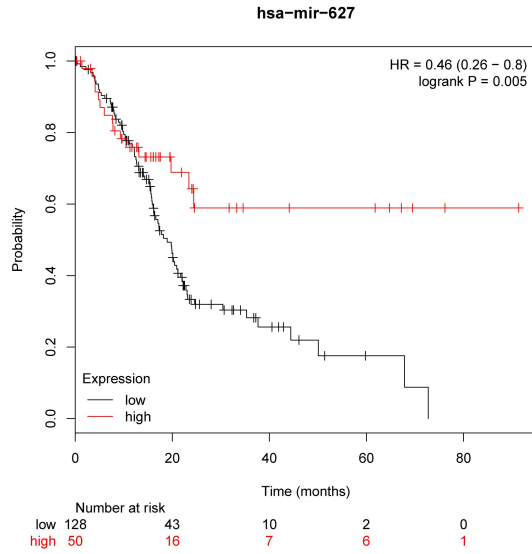 hsa−mir−627
HR = 0.46 (0.26 − 0.8)
logrank P = 0.005
Probability
1.0
0.8
0.6
0.4
0.2
0.0
Expression
low
high
0 20 40 60 80
Time (months)
Number at risk
low 128 43 10 2 0
high 50 16 7 6 1